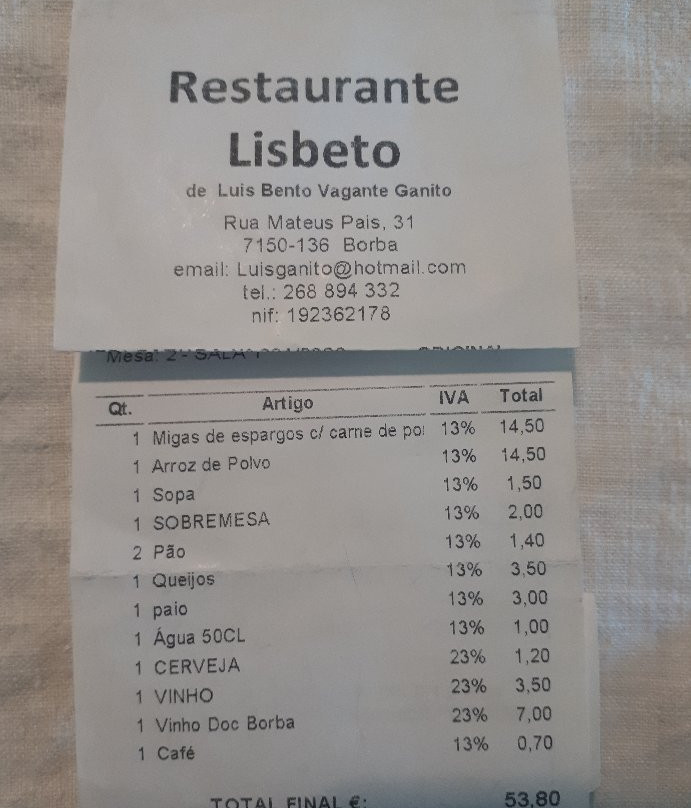 Restaurante
Lisbeto
de Luis Bento Vagante Ganito
Rua Mateus Pais, 31
7150-136 Borba
email: Luisganito@hotmail.com
tel.: 268 894 332
nif: 192362178
Mesa: 2 - SALA
Qt. Artigo IVA Total
1 Migas de espargos c/ carne de poi 13% 14,50
1 Arroz de Polvo 13% 14,50
1 Sopa 13% 1,50
1 SOBREMESA 13% 2,00
2 Pão 13% 1,40
1 Queijos 13% 3,50
1 paio 13% 3,00
1 Água 50CL 13% 1,00
1 CERVEJA 23% 1,20
1 VINHO 23% 3,50
1 Vinho Doc Borba 23% 7,00
1 Café 13% 0,70
TOTAL FINAL €: 53,80